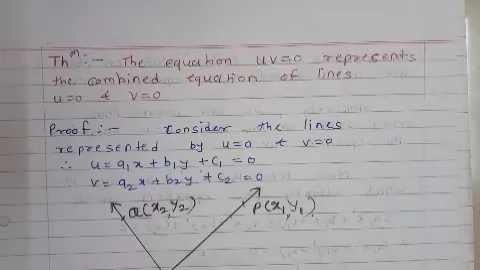 Thm :- The equation uv=0 represents
the combined equation of lines
u=0 & v=0
Proof :- Consider the lines
represented by u=0 & v=0
∴ u=a₁x+b₁y+c₁=0
v=a₂x+b₂y+c₂=0
Q(x₂,y₂) P(x₁,y₁)